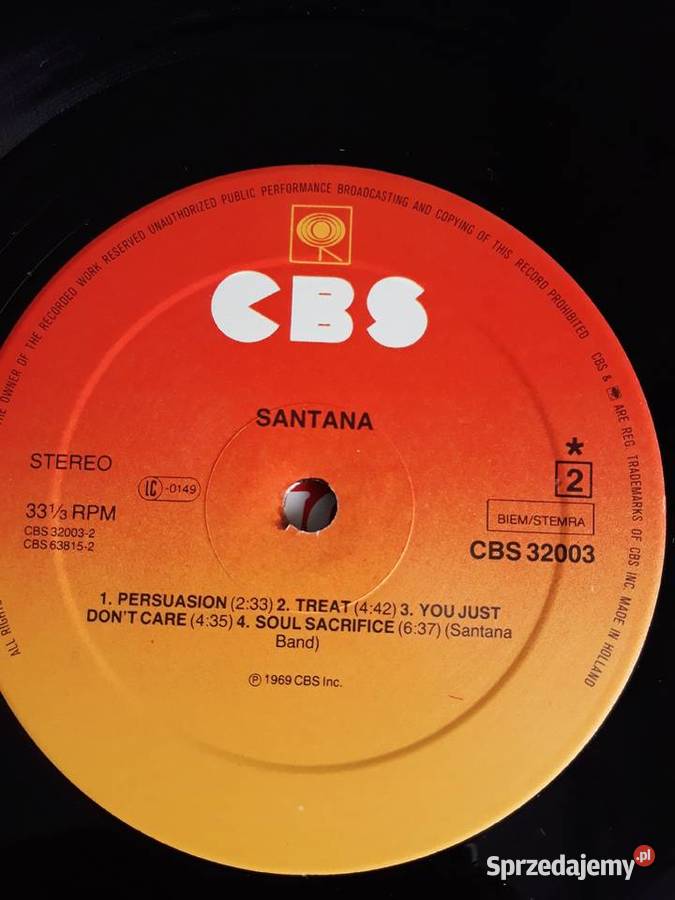 THE OWNER OF THE RECORDED WORK RESERVED UNAUTHORIZED PUBLIC PERFORMANCE BROADCASTING AND COPYING OF THIS RECORD PROHIBITED
CBS & ARE REG. TRADEMARKS OF CBS INC MADE IN HOLLAND
CBS
SANTANA
STEREO
LC -0149
*
2
33⅓ RPM
BIEM/STEMRA
CBS 32003-2
CBS 63815-2
CBS 32003
1. PERSUASION (2:33) 2. TREAT (4:42) 3. YOU JUST
DON'T CARE (4:35) 4. SOUL SACRIFICE (6:37) (Santana
Band)
℗ 1969 CBS Inc.
ALL RIGHTS
Sprzedajemy.pl